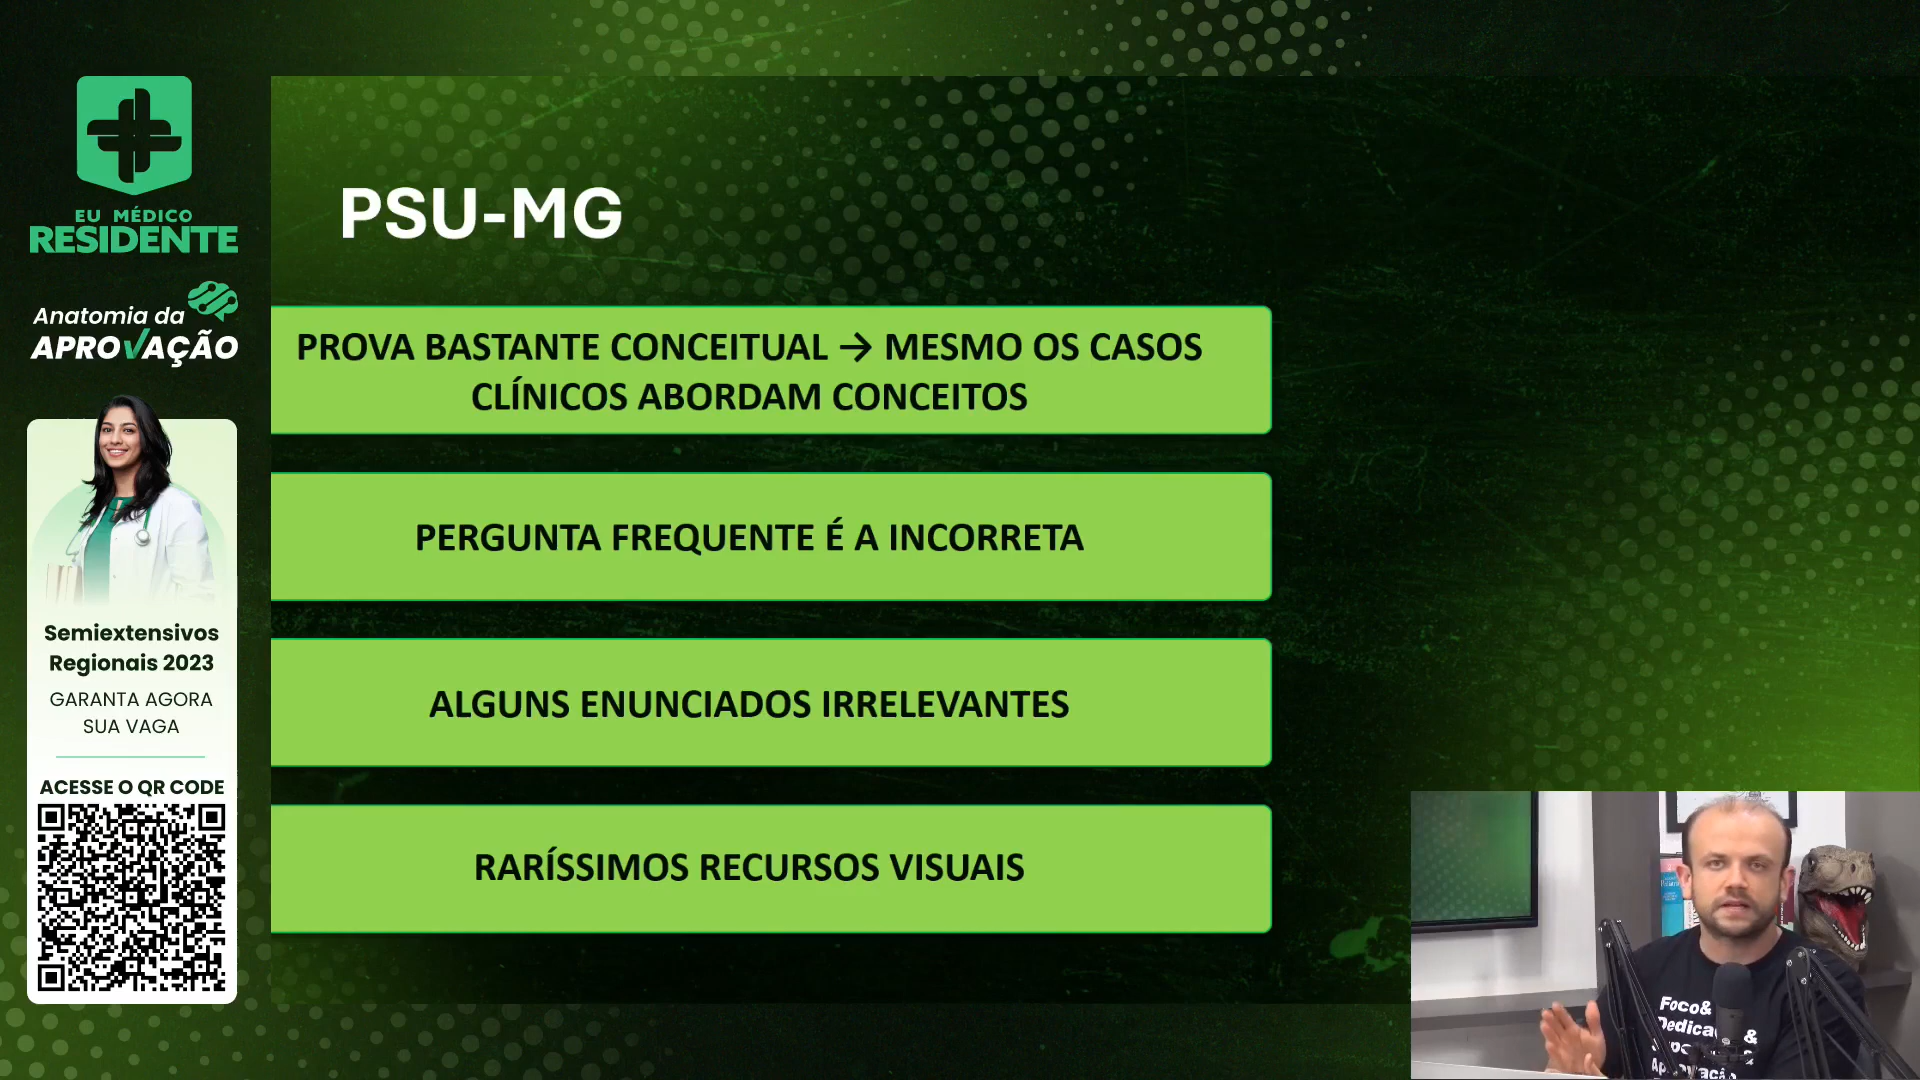 EU MÉDICO
RESIDENTE
Anatomia da
APROVAÇÃO
Semiextensivos
Regionais 2023
GARANTA AGORA
SUA VAGA
ACESSE O QR CODE
PSU-MG
PROVA BASTANTE CONCEITUAL → MESMO OS CASOS
CLÍNICOS ABORDAM CONCEITOS
PERGUNTA FREQUENTE É A INCORRETA
ALGUNS ENUNCIADOS IRRELEVANTES
RARÍSSIMOS RECURSOS VISUAIS
Foco&